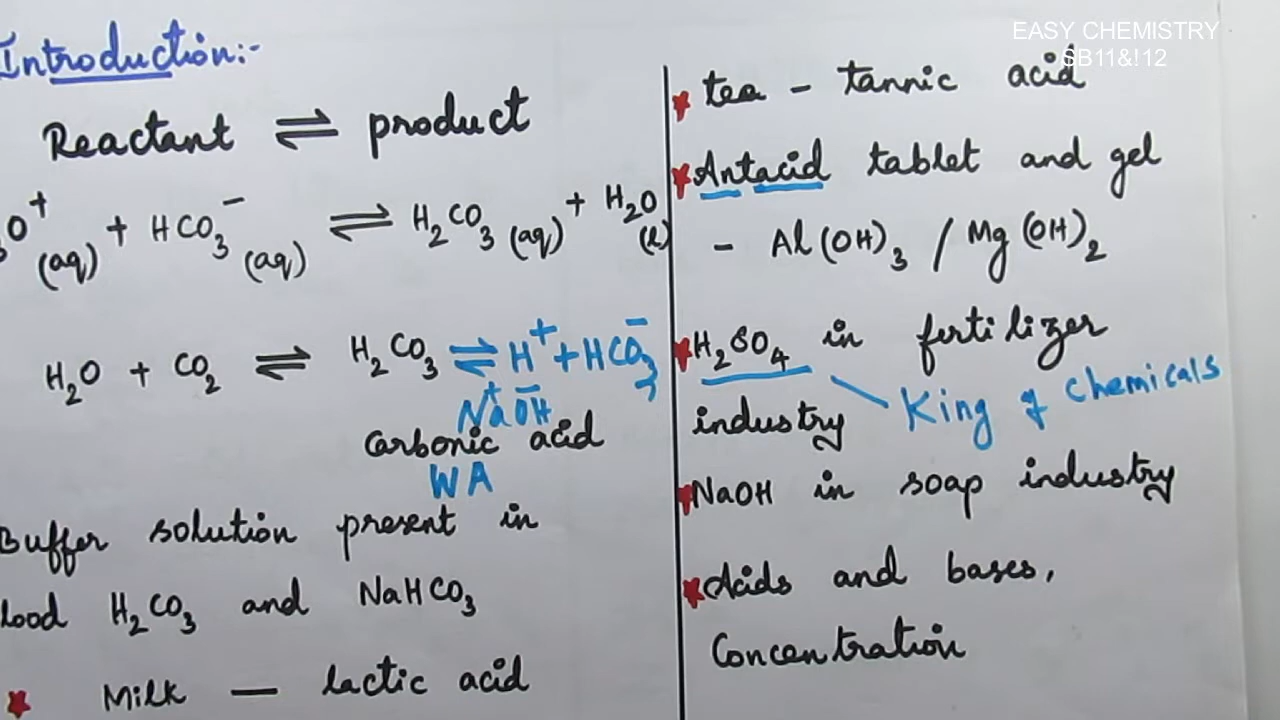 EASY CHEMISTRY
SB11&!12
Introduction:-
Reactant ⇌ product
₃O⁺ (aq) + HCO₃⁻ (aq) ⇌ H₂CO₃ (aq) + H₂O (l)
H₂O + CO₂ ⇌ H₂CO₃ ⇌ H⁺ + HCO₃⁻
Na⁺OH⁻
Carbonic acid
WA
Buffer solution present in
lood H₂CO₃ and NaHCO₃
★ Milk — lactic acid
★ tea - tannic acid
★ Antacid tablet and gel
- Al(OH)₃ / Mg(OH)₂
★ H₂SO₄ in fertilizer
industry
King of chemicals
★ NaOH in soap industry
★ Acids and bases,
Concentration